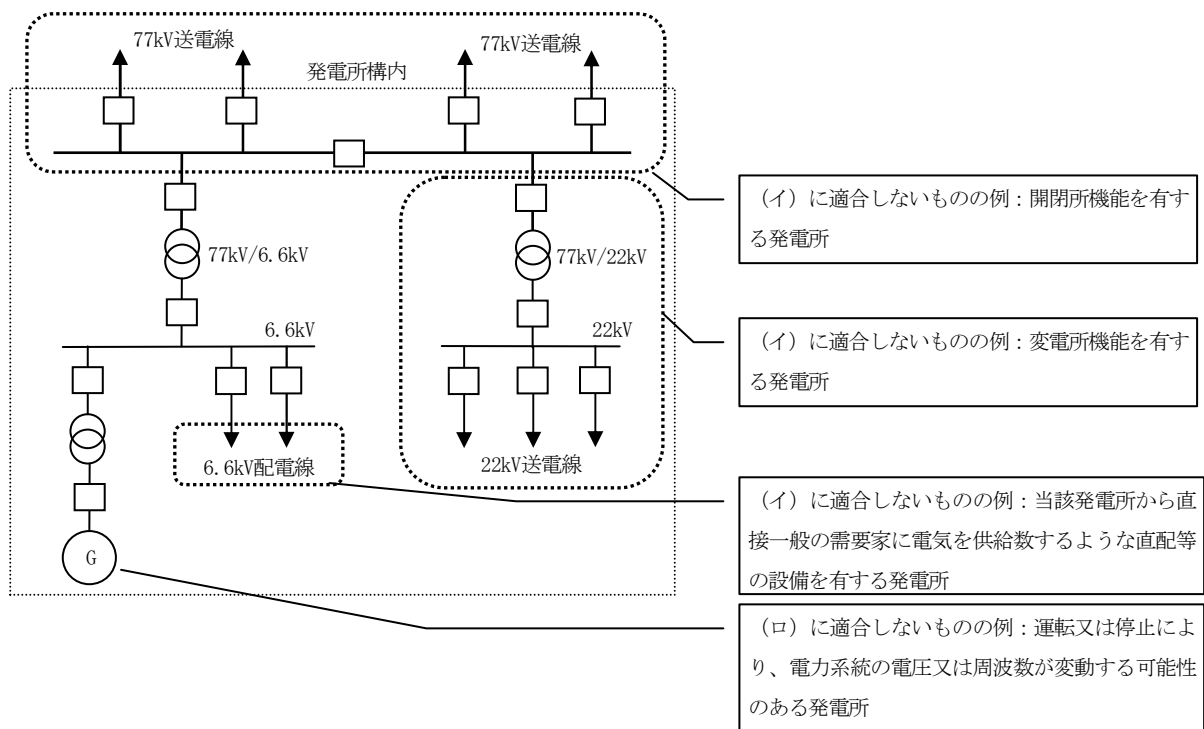 77kV送電線
77kV送電線
発電所構内
(イ)に適合しないものの例:開閉所機能を有す
る発電所
77kV/6.6kV
77kV/22kV
6.6kV
22kV
(イ)に適合しないものの例:変電所機能を有す
る発電所
6.6kV配電線
22kV送電線
(イ)に適合しないものの例:当該発電所から直
接一般の需要家に電気を供給数するような直配等
の設備を有する発電所
G
(ロ)に適合しないものの例:運転又は停止によ
り、電力系統の電圧又は周波数が変動する可能性
のある発電所